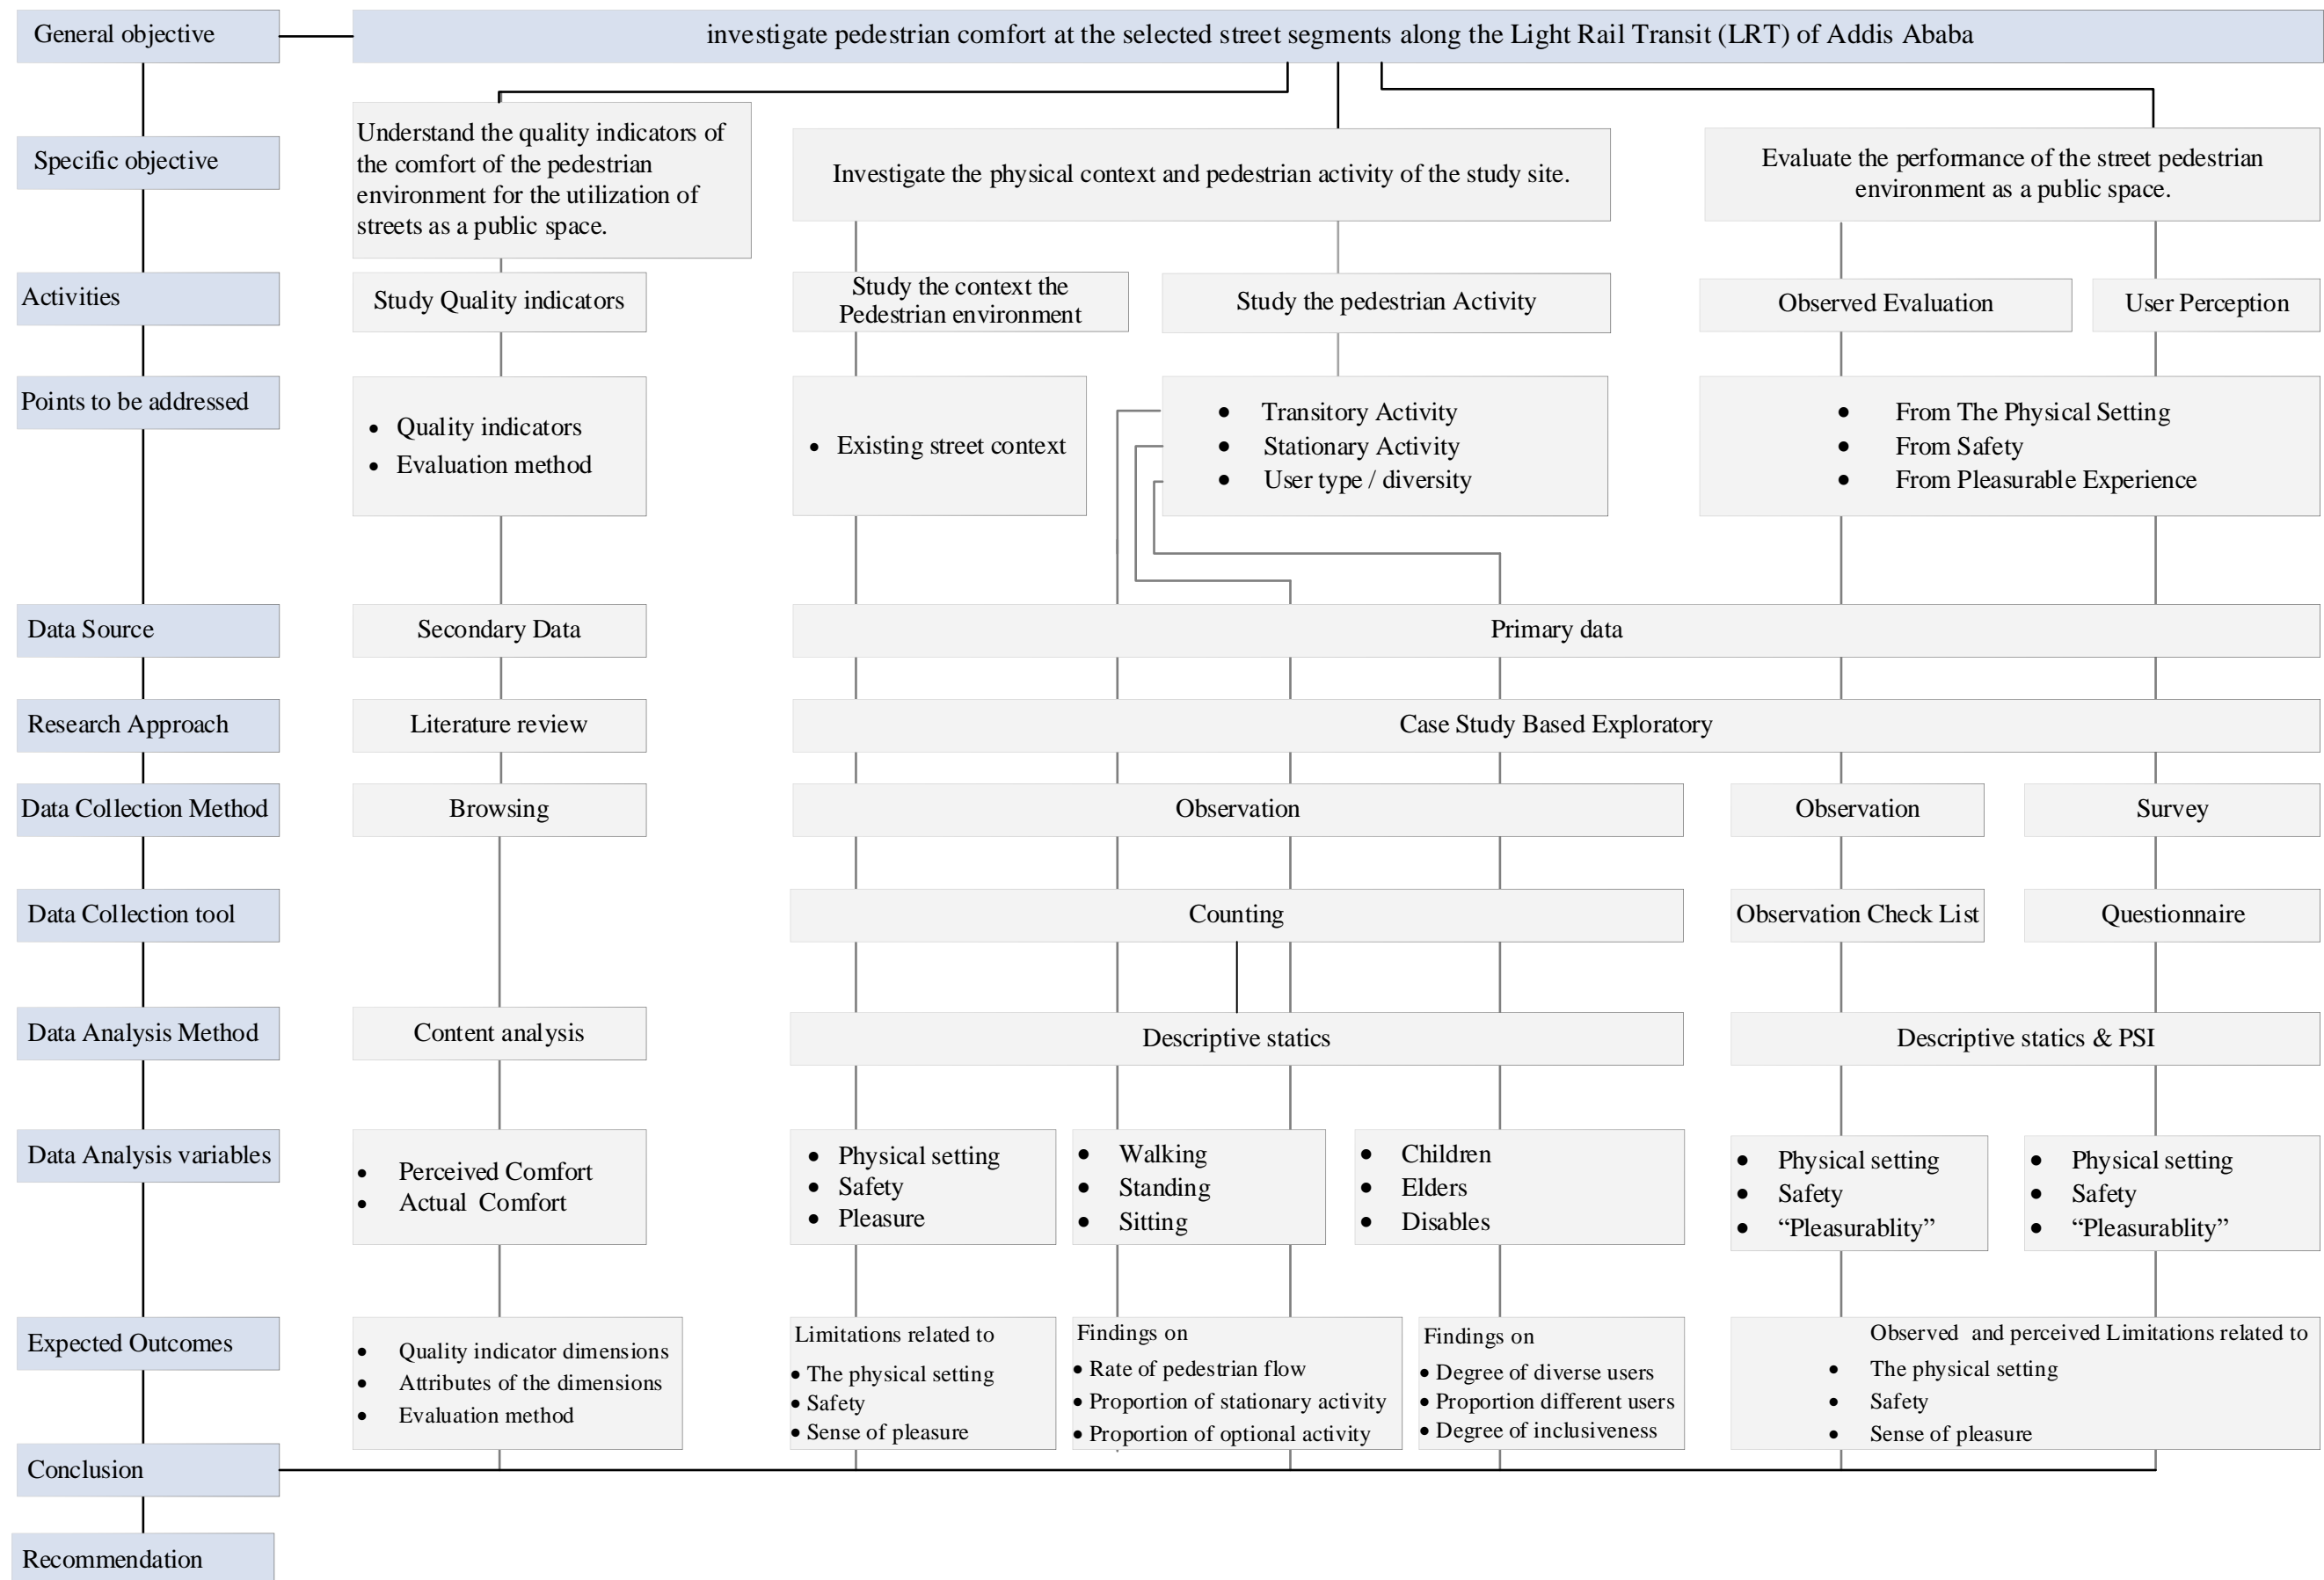 General objective
investigate pedestrian comfort at the selected street segments along the Light Rail Transit (LRT) of Addis Ababa
Specific objective
Understand the quality indicators of
the comfort of the pedestrian
environment for the utilization of
streets as a public space.
Investigate the physical context and pedestrian activity of the study site.
Evaluate the performance of the street pedestrian
environment as a public space.
Activities
Study Quality indicators
Study the context the
Pedestrian environment
Study the pedestrian Activity
Observed Evaluation
User Perception
Points to be addressed
• Quality indicators
• Evaluation method
• Existing street context
• Transitory Activity
• Stationary Activity
• User type / diversity
• From The Physical Setting
• From Safety
• From Pleasurable Experience
Data Source
Secondary Data
Primary data
Research Approach
Literature review
Case Study Based Exploratory
Data Collection Method
Browsing
Observation
Observation
Survey
Data Collection tool
Counting
Observation Check List
Questionnaire
Data Analysis Method
Content analysis
Descriptive statics
Descriptive statics & PSI
Data Analysis variables
• Perceived Comfort
• Actual Comfort
• Physical setting
• Safety
• Pleasure
• Walking
• Standing
• Sitting
• Children
• Elders
• Disables
• Physical setting
• Safety
• “Pleasurablity”
• Physical setting
• Safety
• “Pleasurablity”
Expected Outcomes
• Quality indicator dimensions
• Attributes of the dimensions
• Evaluation method
Limitations related to
• The physical setting
• Safety
• Sense of pleasure
Findings on
• Rate of pedestrian flow
• Proportion of stationary activity
• Proportion of optional activity
Findings on
• Degree of diverse users
• Proportion different users
• Degree of inclusiveness
Observed and perceived Limitations related to
• The physical setting
• Safety
• Sense of pleasure
Conclusion
Recommendation